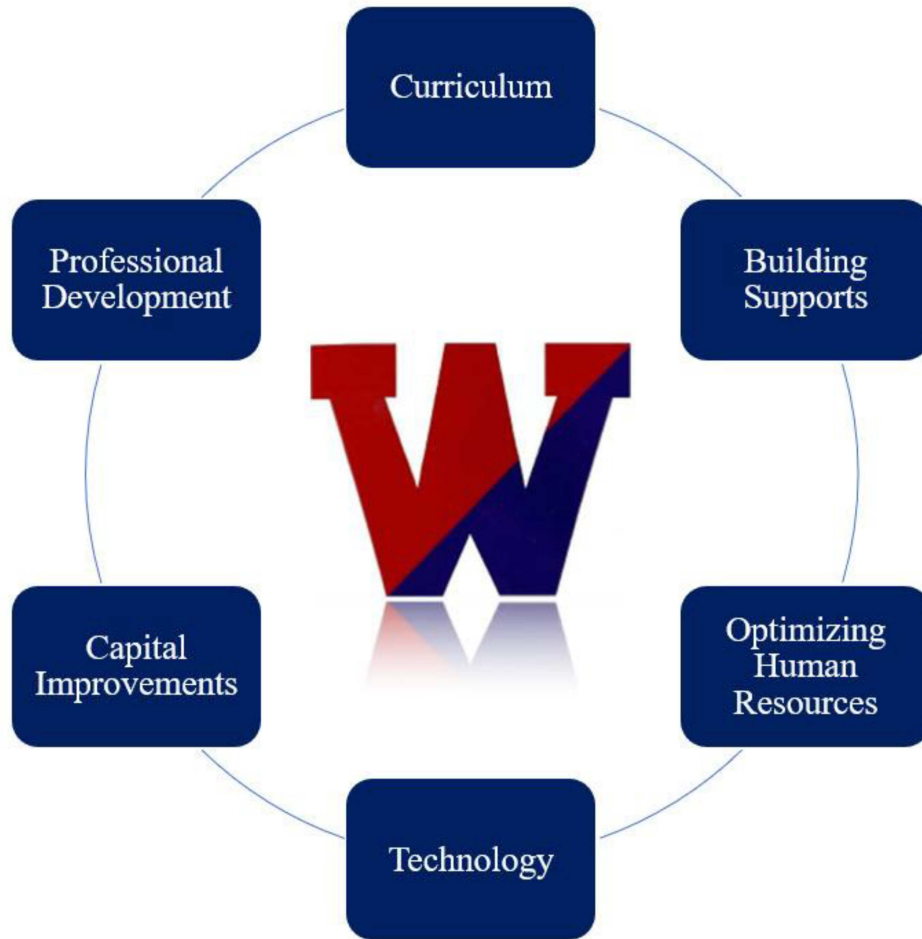 Curriculum
Building
Supports
Optimizing
Human
Resources
Technology
Capital
Improvements
Professional
Development
W